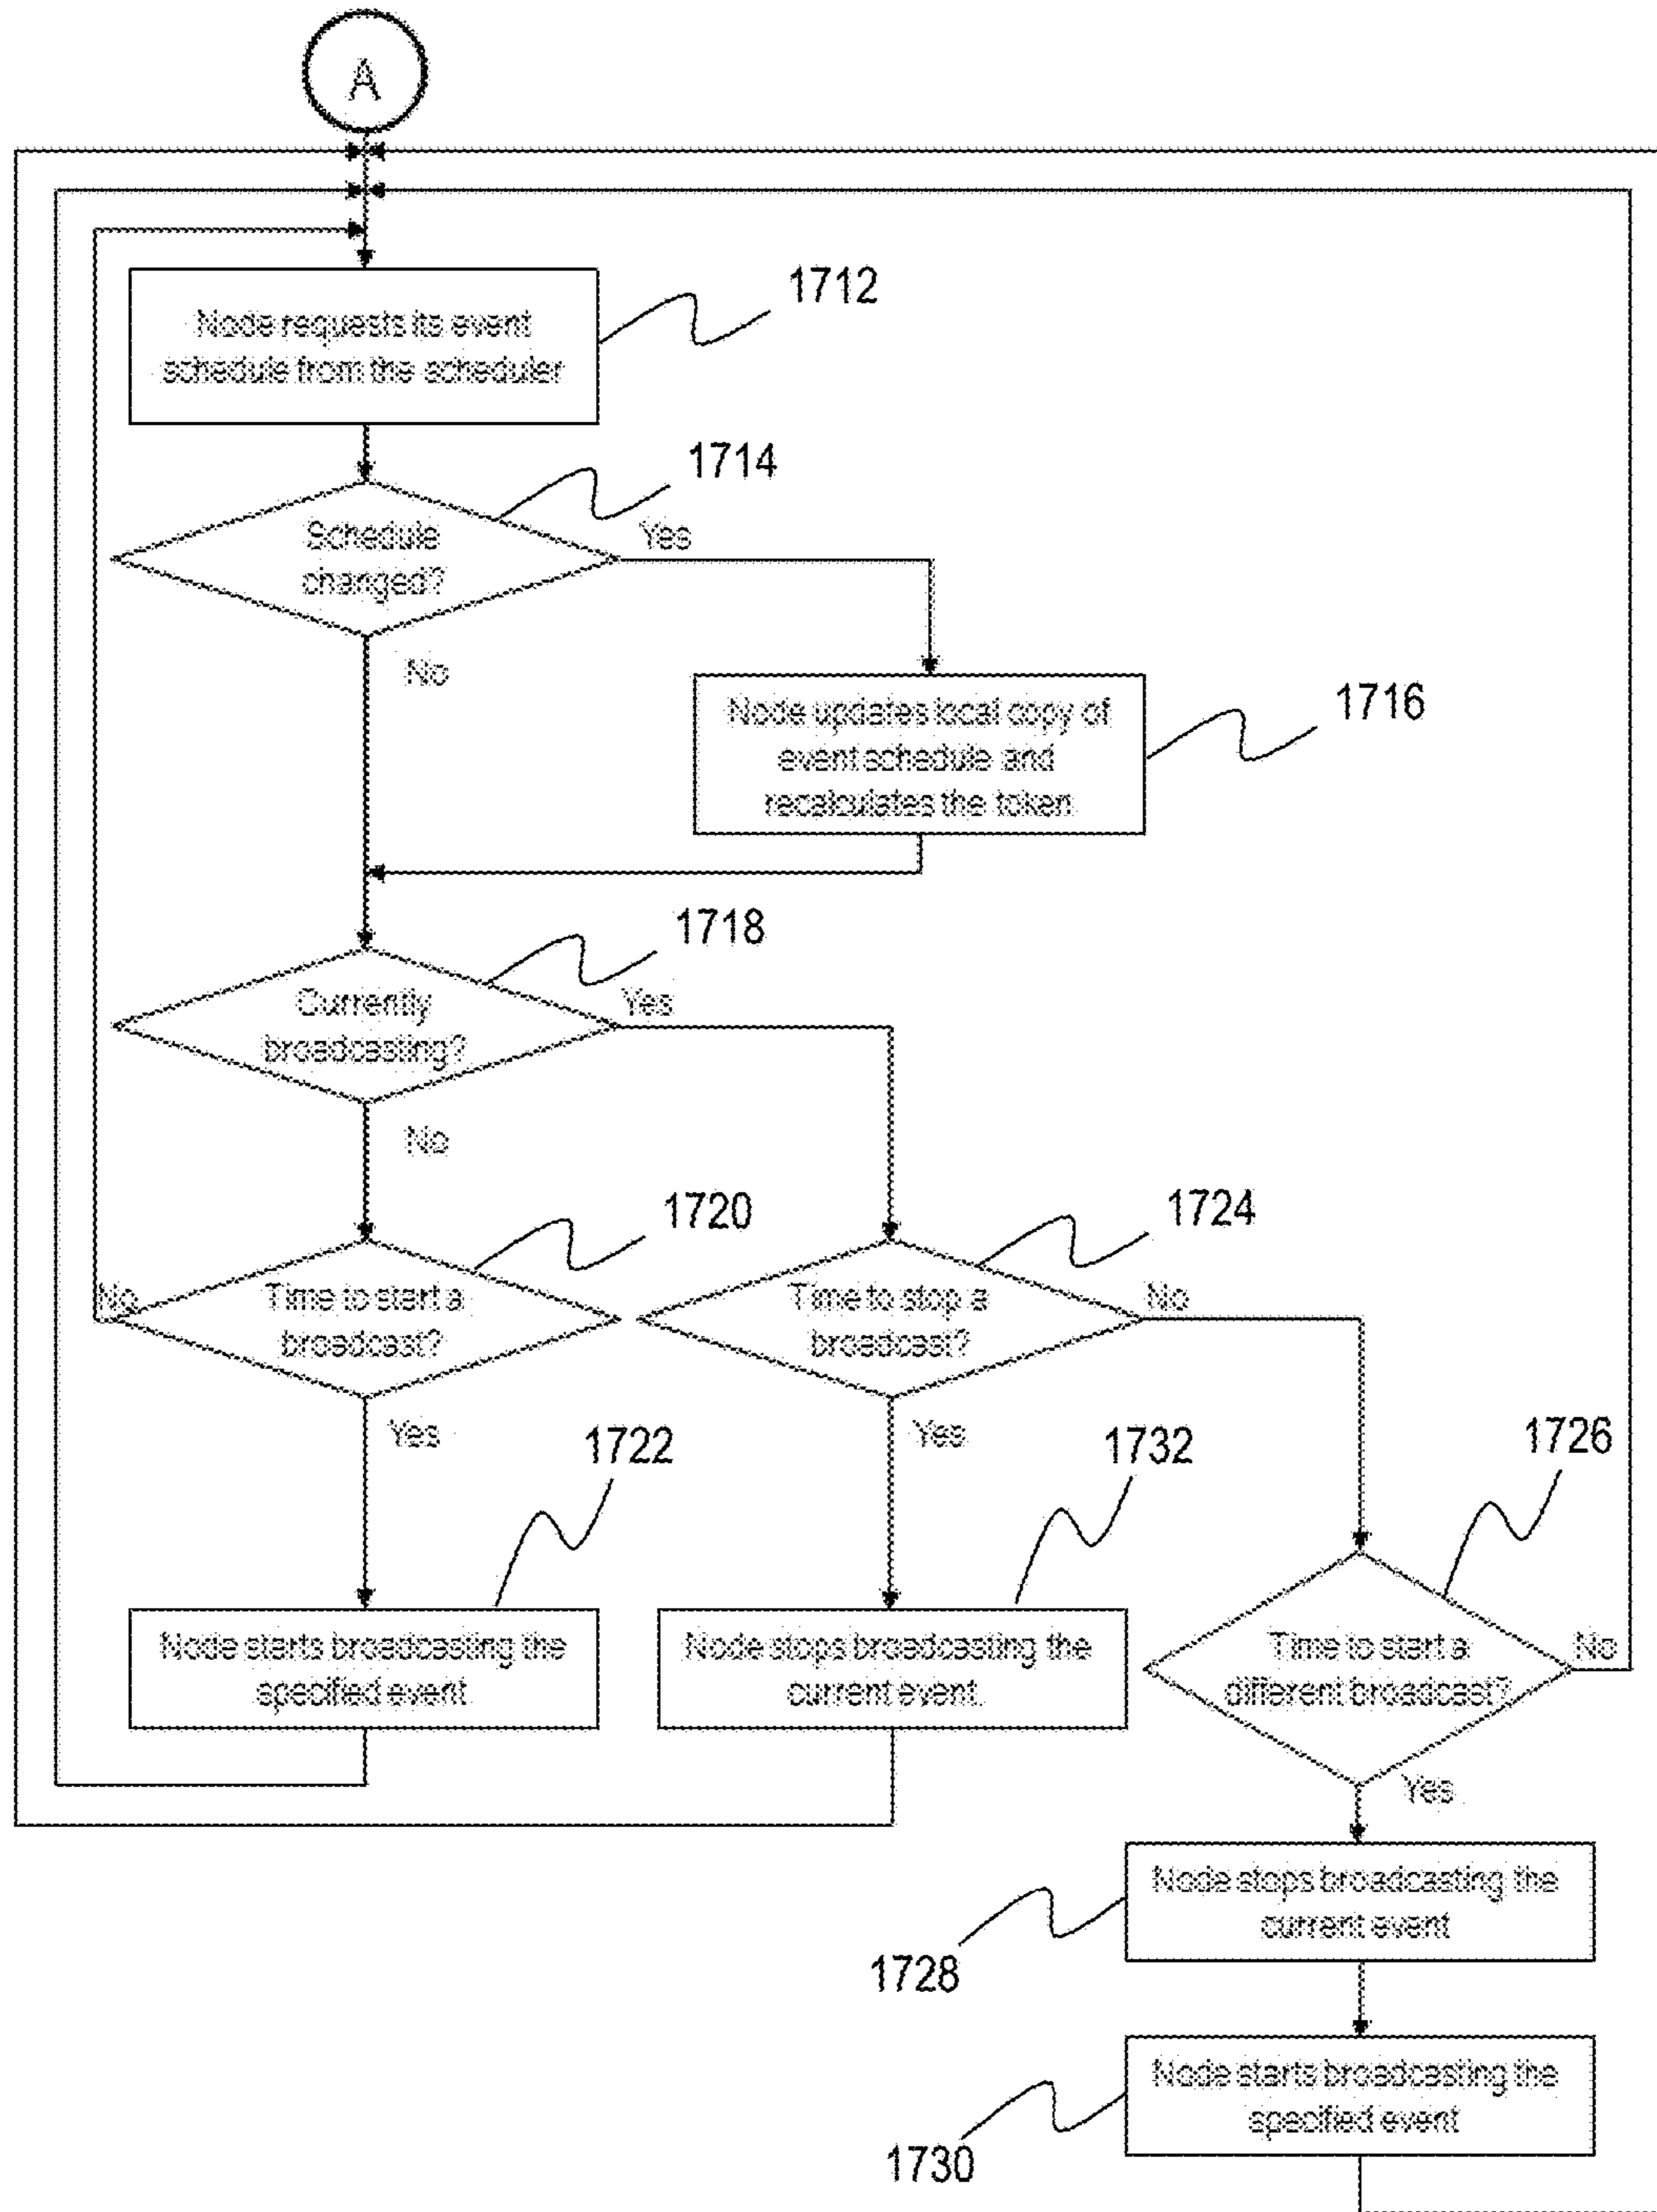 A
Node requests its event
schedule from the scheduler
1712
1714
Schedule
changed?
Yes
No
Node updates local copy of
event schedule and
recalculates the token
1716
1718
Currently
broadcasting?
Yes
No
1720
1724
No
Time to start a
broadcast?
Time to stop a
broadcast?
No
Yes
1722
Yes
1732
1726
Node starts broadcasting the
specified event
Node stops broadcasting the
current event.
Time to start a
different broadcast?
No
Yes
Node stops broadcasting the
current event
1728
Node starts broadcasting the
specified event
1730